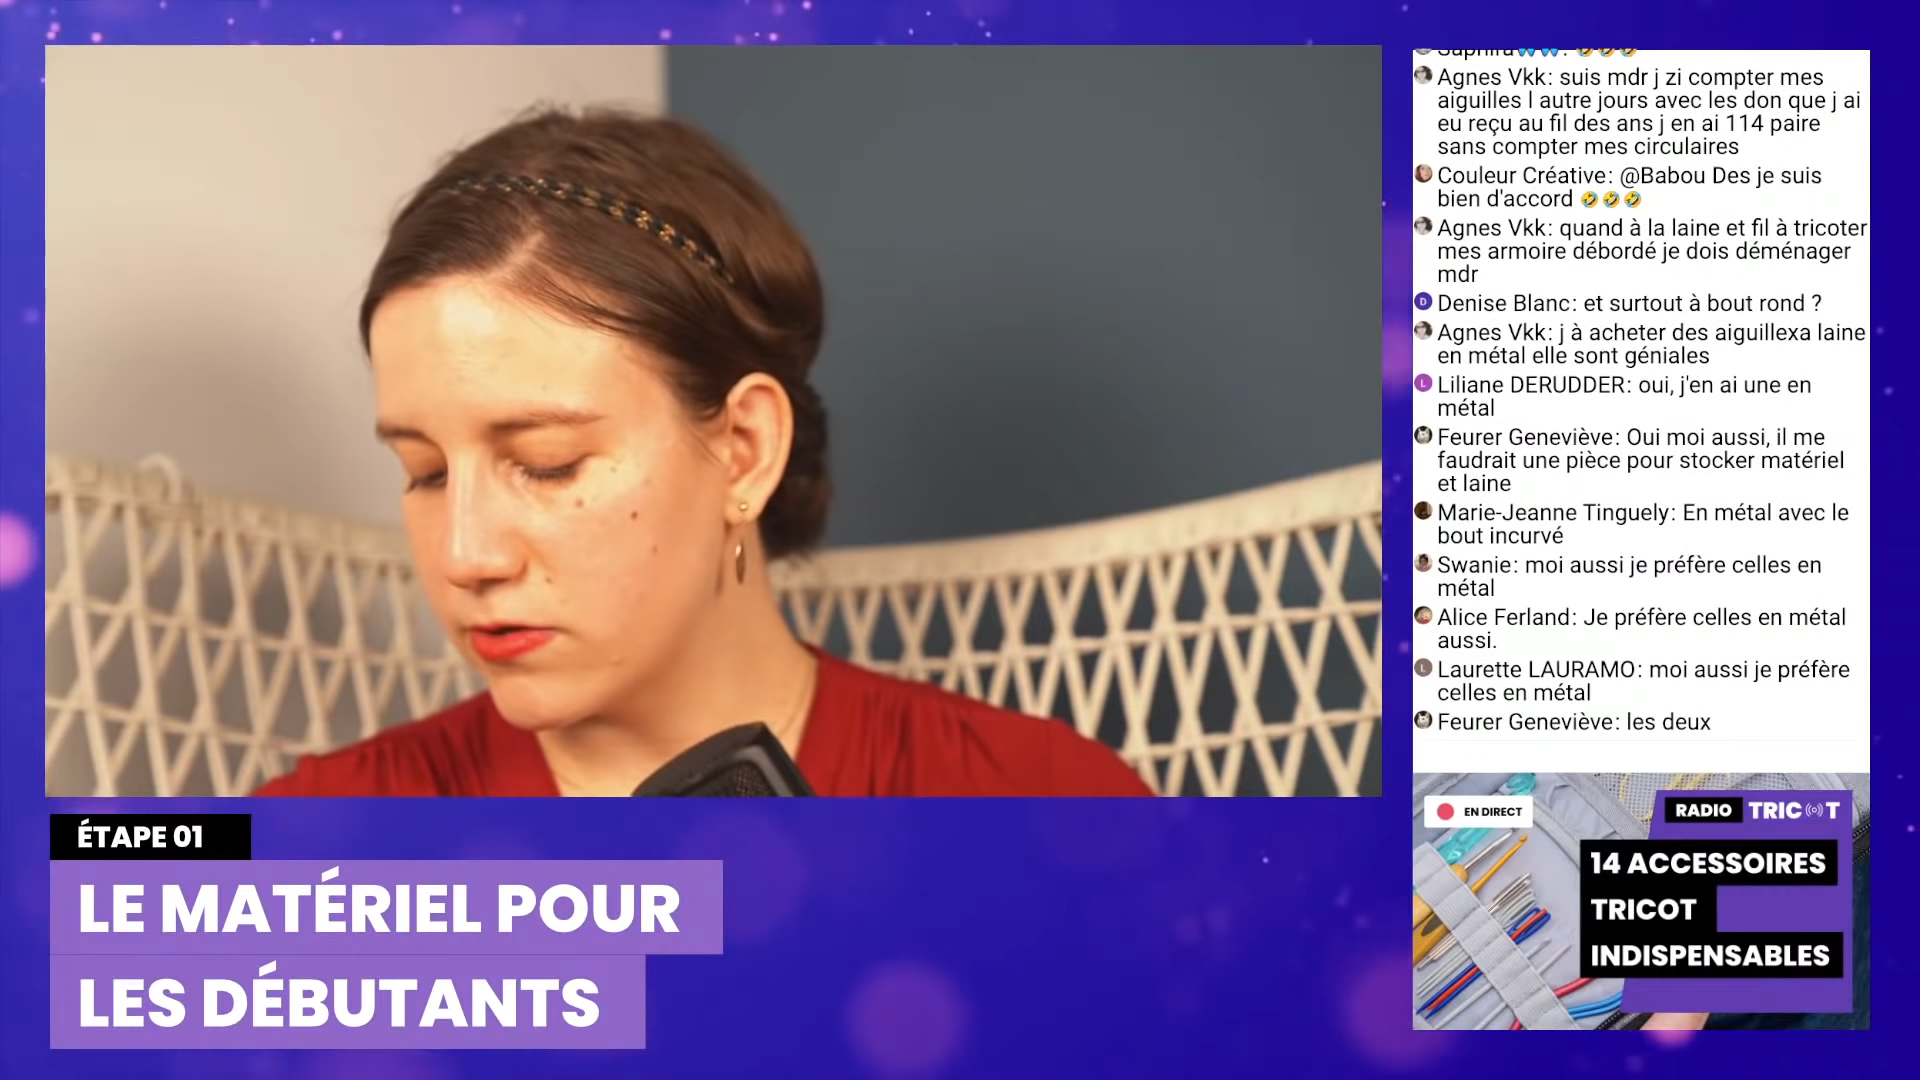 Saphira
Agnes Vkk: suis mdr j zi compter mes
aiguilles l autre jours avec les don que j ai
eu reçu au fil des ans j en ai 114 paire
sans compter mes circulaires
Couleur Créative: @Babou Des je suis
bien d'accord 🤣🤣🤣
Agnes Vkk: quand à la laine et fil à tricoter
mes armoire débordé je dois déménager
mdr
Denise Blanc: et surtout à bout rond ?
Agnes Vkk: j à acheter des aiguillexa laine
en métal elle sont géniales
Liliane DERUDDER: oui, j'en ai une en
métal
Feurer Geneviève: Oui moi aussi, il me
faudrait une pièce pour stocker matériel
et laine
Marie-Jeanne Tinguely: En métal avec le
bout incurvé
Swanie: moi aussi je préfère celles en
métal
Alice Ferland: Je préfère celles en métal
aussi.
Laurette LAURAMO: moi aussi je préfère
celles en métal
Feurer Geneviève: les deux
EN DIRECT
RADIO TRICOT
14 ACCESSOIRES
TRICOT
INDISPENSABLES
ÉTAPE 01
LE MATÉRIEL POUR
LES DÉBUTANTS